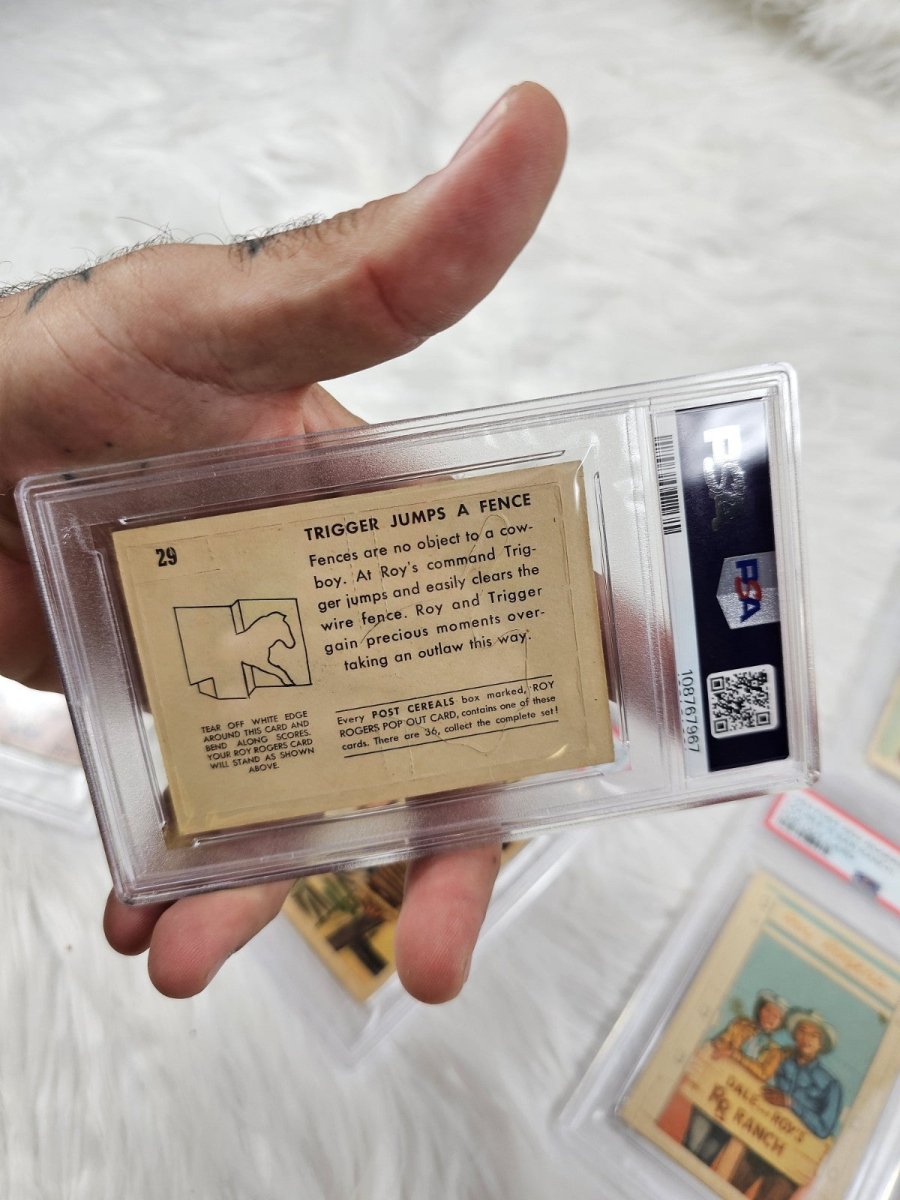 29
TRIGGER JUMPS A FENCE
Fences are no object to a cow-
boy. At Roy's command Trig-
ger jumps and easily clears the
wire fence. Roy and Trigger
gain precious moments over-
taking an outlaw this way.
TEAR OFF WHITE EDGE
AROUND THIS CARD AND
BEND ALONG SCORES.
YOUR ROY ROGERS CARD
WILL STAND AS SHOWN
ABOVE.
Every POST CEREALS box marked, ROY
ROGERS POP OUT CARD, contains one of these
cards. There are 36, collect the complete set!
PSA
PSA
108767967
DALE AND ROY'S
RR RANCH